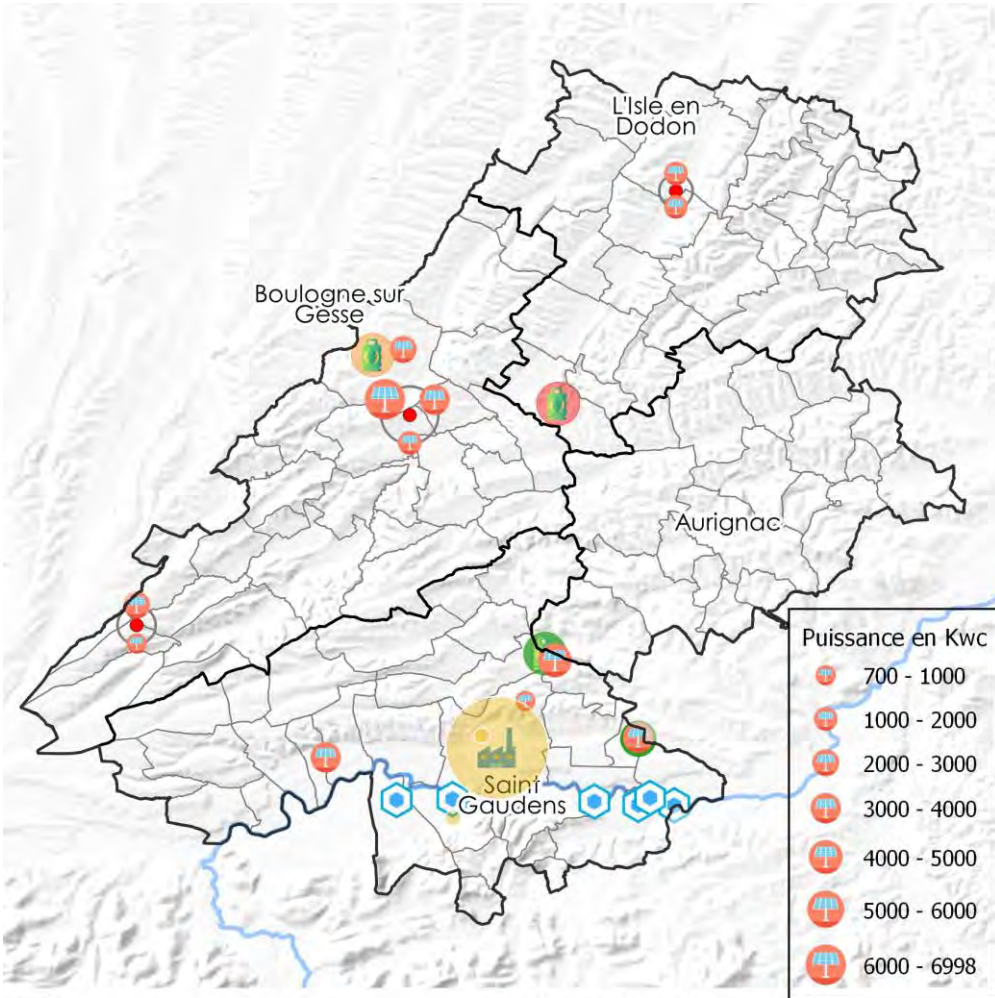 L'Isle en
Dodon
Boulogne sur
Gesse
Aurignac
Saint
Gaudens
Puissance en Kwc
700 - 1000
1000 - 2000
2000 - 3000
3000 - 4000
4000 - 5000
5000 - 6000
6000 - 6998